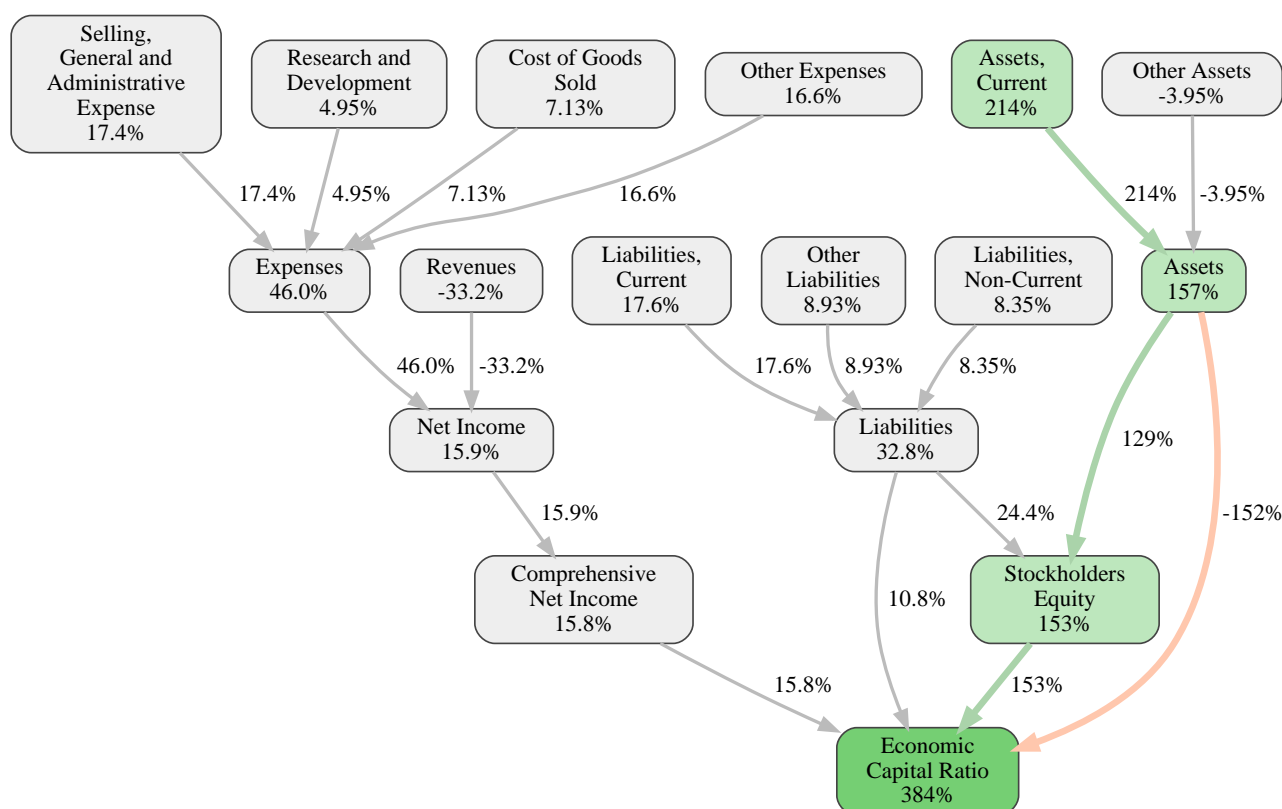 Selling,
General and
Administrative
Expense
17.4%
Research and
Development
4.95%
Cost of Goods
Sold
7.13%
Other Expenses
16.6%
Assets,
Current
214%
Other Assets
-3.95%
17.4%
4.95%
7.13%
16.6%
214%
-3.95%
Expenses
46.0%
Revenues
-33.2%
Liabilities,
Current
17.6%
Other
Liabilities
8.93%
Liabilities,
Non-Current
8.35%
Assets
157%
46.0%
-33.2%
17.6%
8.93%
8.35%
Net Income
15.9%
Liabilities
32.8%
129%
-152%
15.9%
24.4%
Comprehensive
Net Income
15.8%
10.8%
Stockholders
Equity
153%
15.8%
153%
Economic
Capital Ratio
384%